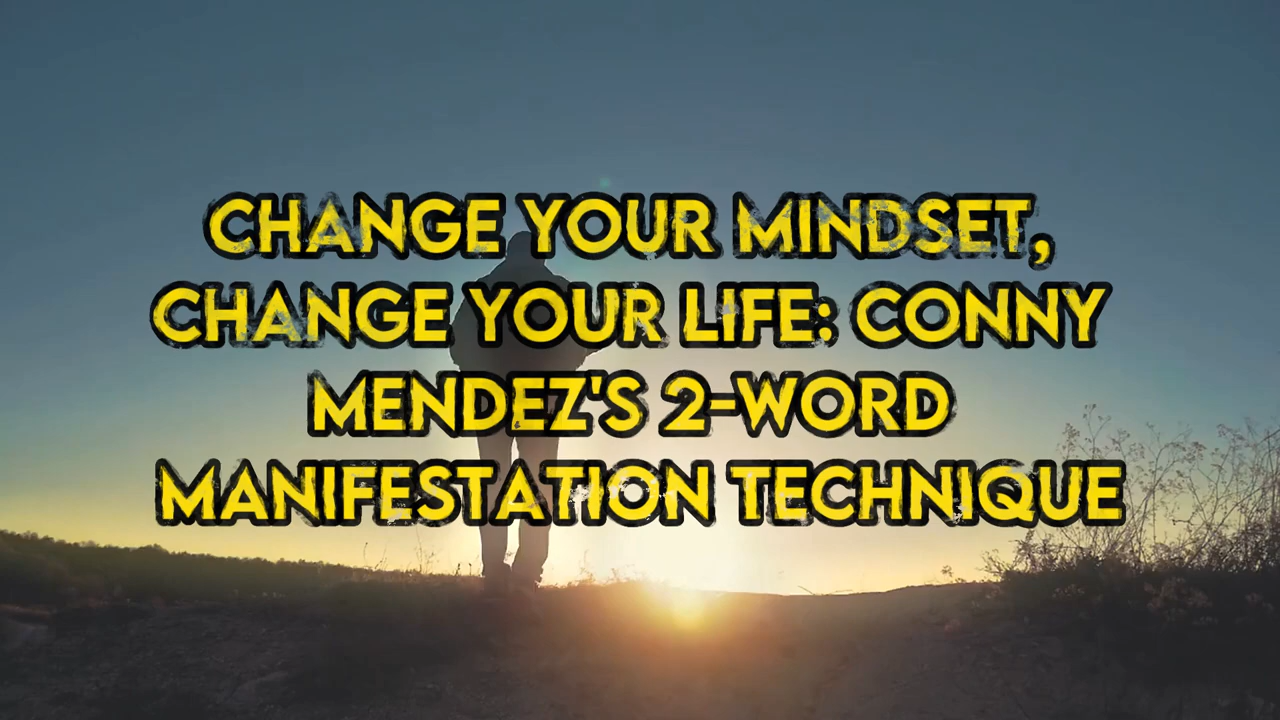 CHANGE YOUR MINDSET,
CHANGE YOUR LIFE: CONNY
MENDEZ'S 2-WORD
MANIFESTATION TECHNIQUE